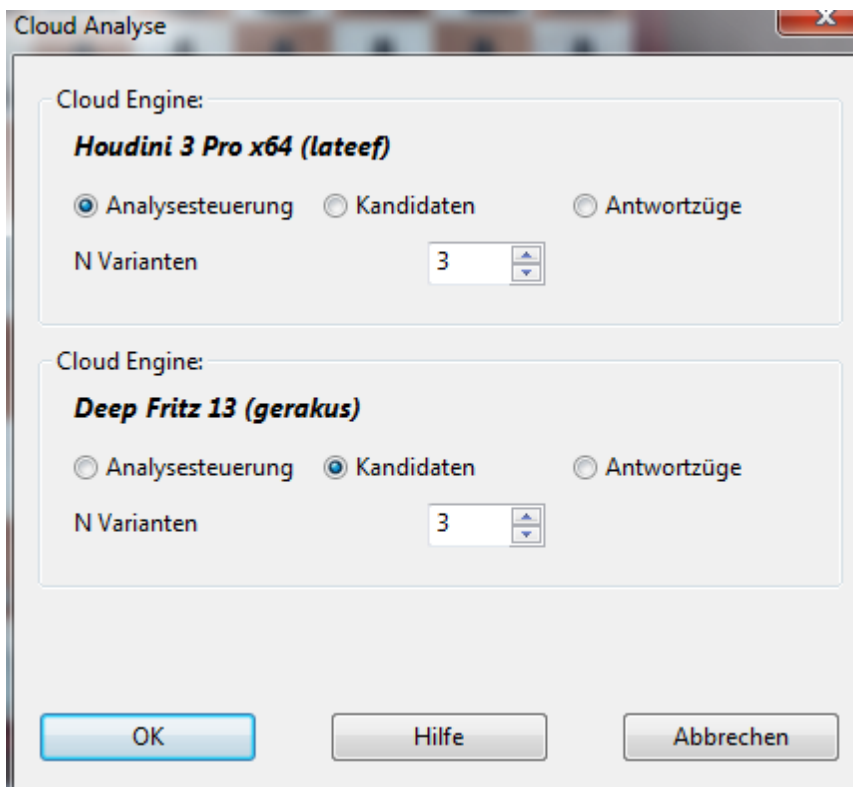 Cloud Analyse
Cloud Engine:
Houdini 3 Pro x64 (lateef)
Analysesteuerung Kandidaten Antwortzüge
N Varianten 3
Cloud Engine:
Deep Fritz 13 (gerakus)
Analysesteuerung Kandidaten Antwortzüge
N Varianten 3
OK Hilfe Abbrechen